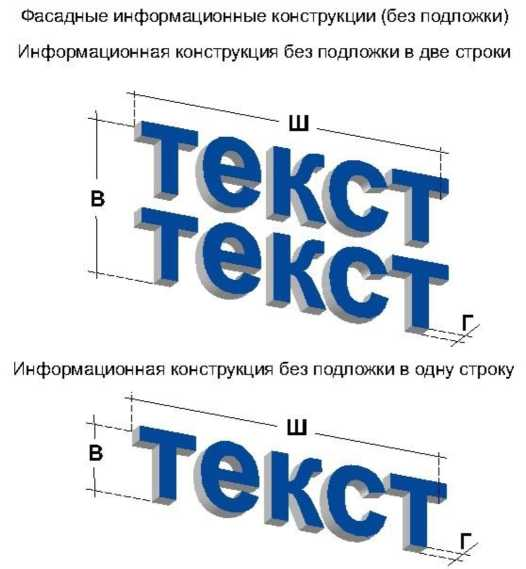 Фасадные информационные конструкции (без подложки)
Информационная конструкция без подложки в две строки
Ш
В
текст
текст
Г
Информационная конструкция без подложки в одну строку
Ш
В
текст
Г